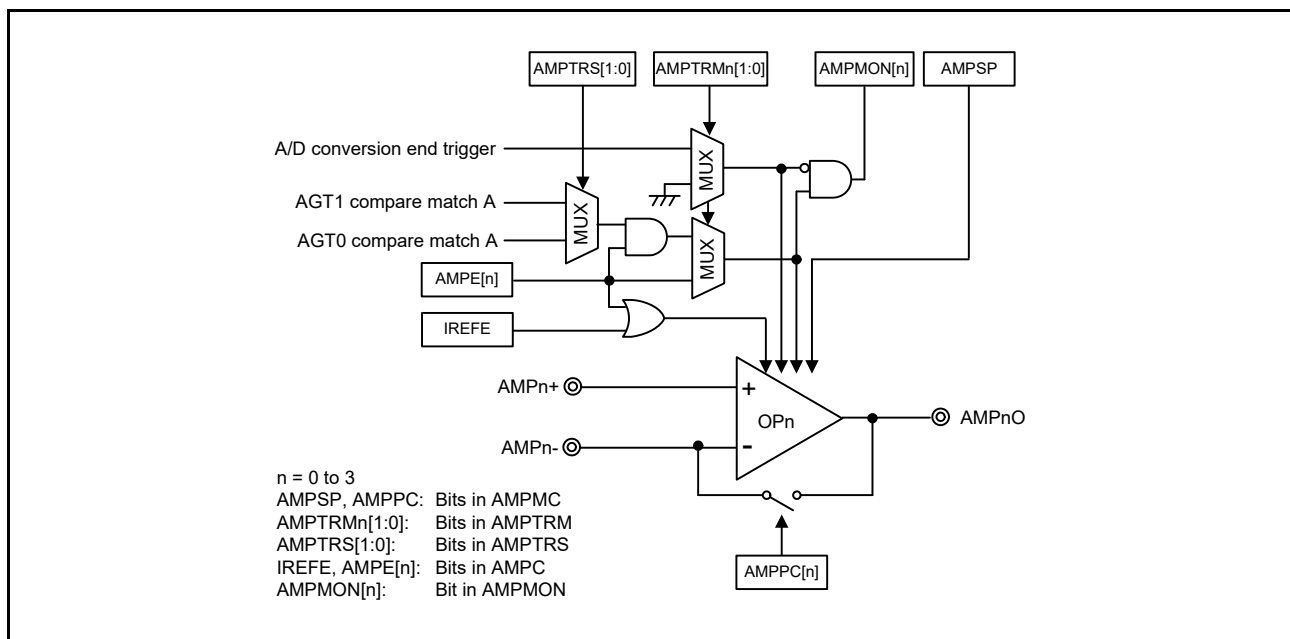 AMPTRS[1:0]
AMPTRMn[1:0]
AMPMON[n]
AMPSP
A/D conversion end trigger
MUX
AGT1 compare match A
MUX
AGT0 compare match A
MUX
AMPE[n]
IREFE
AMPn+
+
OPn
AMPnO
AMPn-
-
n = 0 to 3
AMPSP, AMPPC: Bits in AMPMC
AMPTRMn[1:0]: Bits in AMPTRM
AMPTRS[1:0]: Bits in AMPTRS
IREFE, AMPE[n]: Bits in AMPC
AMPMON[n]: Bit in AMPMON
AMPPC[n]